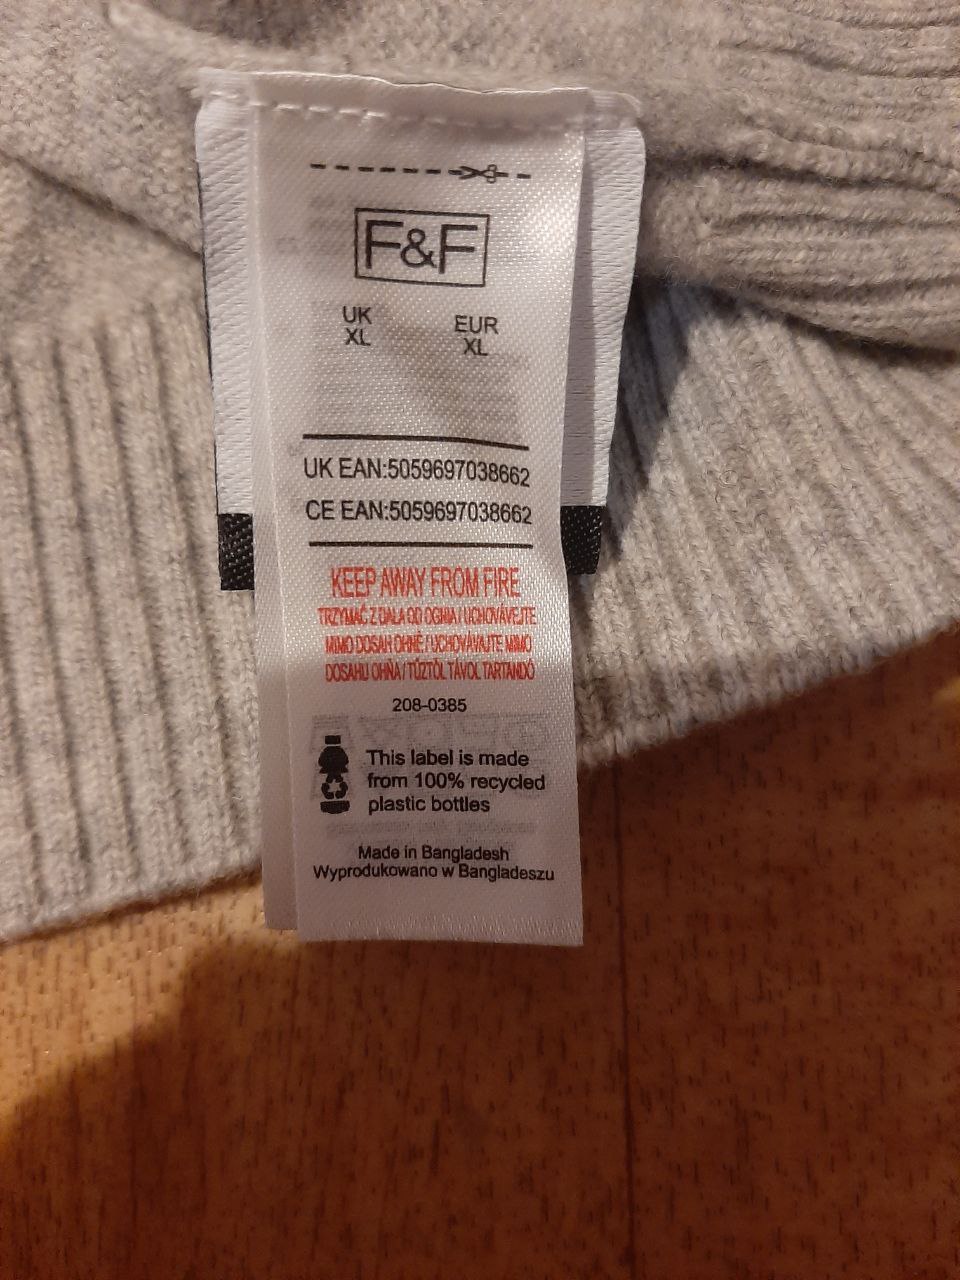 F&F
UK EUR
XL XL
UK EAN:5059697038662
CE EAN:5059697038662
KEEP AWAY FROM FIRE
TRZYMAĆ Z DALA OD OGNIA / UCHOVÁVEJTE
MIMO DOSAH OHNĚ / UCHOVÁVAJTE MIMO
DOSAHU OHŇA / TŰZTŐL TÁVOL TARTANDÓ
208-0385
This label is made
from 100% recycled
plastic bottles
Made in Bangladesh
Wyprodukowano w Bangladeszu